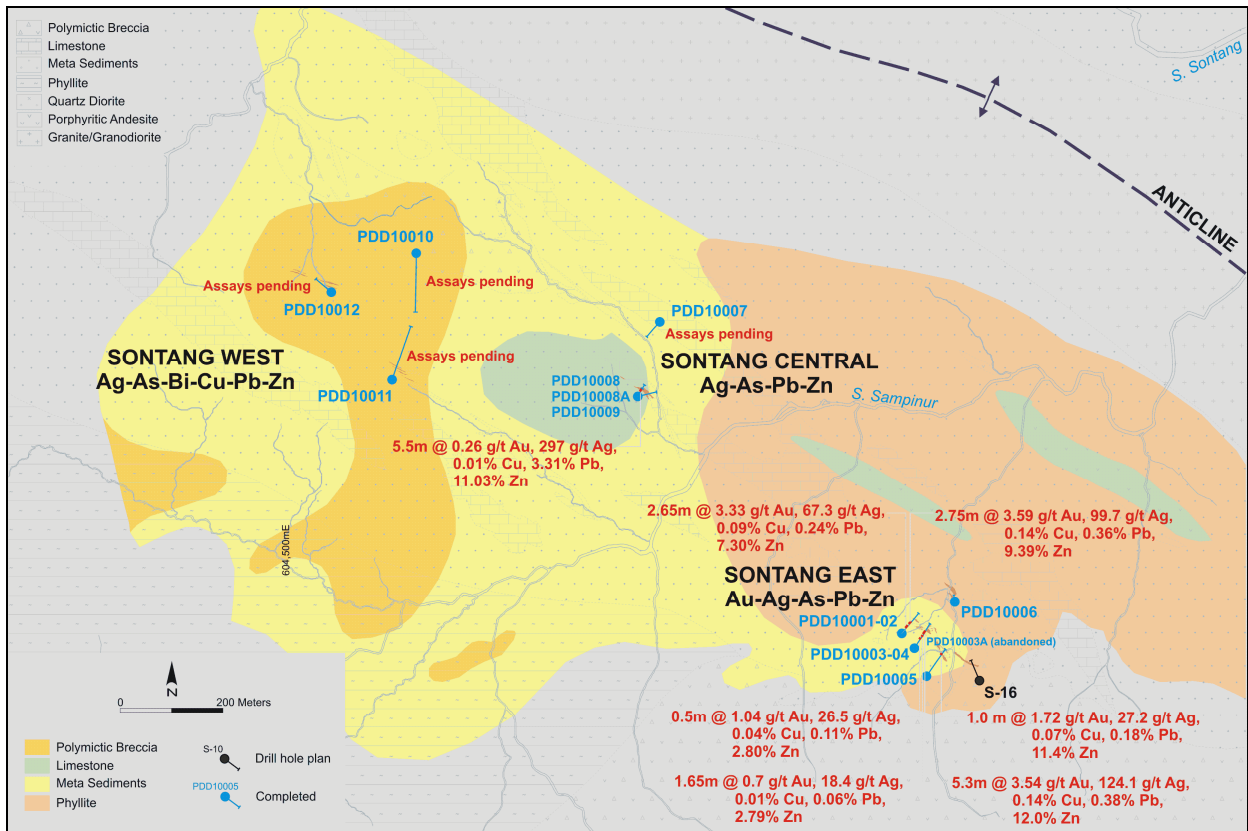 Polymictic Breccia
Limestone
Meta Sediments
Phyllite
Quartz Diorite
Porphyritic Andesite
Granite/Granodiorite
S. Sontang
ANTICLINE
PDD10010
Assays pending
Assays pending
PDD10012
PDD10007
Assays pending
SONTANG WEST
Ag-As-Bi-Cu-Pb-Zn
Assays pending
PDD10011
SONTANG CENTRAL
Ag-As-Pb-Zn
PDD10008
PDD10008A
PDD10009
S. Sampinur
5.5m @ 0.26 g/t Au, 297 g/t Ag,
0.01% Cu, 3.31% Pb,
11.03% Zn
2.65m @ 3.33 g/t Au, 67.3 g/t Ag,
0.09% Cu, 0.24% Pb,
7.30% Zn
2.75m @ 3.59 g/t Au, 99.7 g/t Ag,
0.14% Cu, 0.36% Pb,
9.39% Zn
604,500mE
SONTANG EAST
Au-Ag-As-Pb-Zn
PDD10006
PDD10001-02
PDD10003A (abandoned)
PDD10003-04
PDD10005
S-16
N
0 200 Meters
0.5m @ 1.04 g/t Au, 26.5 g/t Ag,
0.04% Cu, 0.11% Pb,
2.80% Zn
1.0 m @ 1.72 g/t Au, 27.2 g/t Ag,
0.07% Cu, 0.18% Pb,
11.4% Zn
1.65m @ 0.7 g/t Au, 18.4 g/t Ag,
0.01% Cu, 0.06% Pb,
2.79% Zn
5.3m @ 3.54 g/t Au, 124.1 g/t Ag,
0.14% Cu, 0.38% Pb,
12.0% Zn
Polymictic Breccia
Limestone
Meta Sediments
Phyllite
S-10
Drill hole plan
PDD10005
Completed